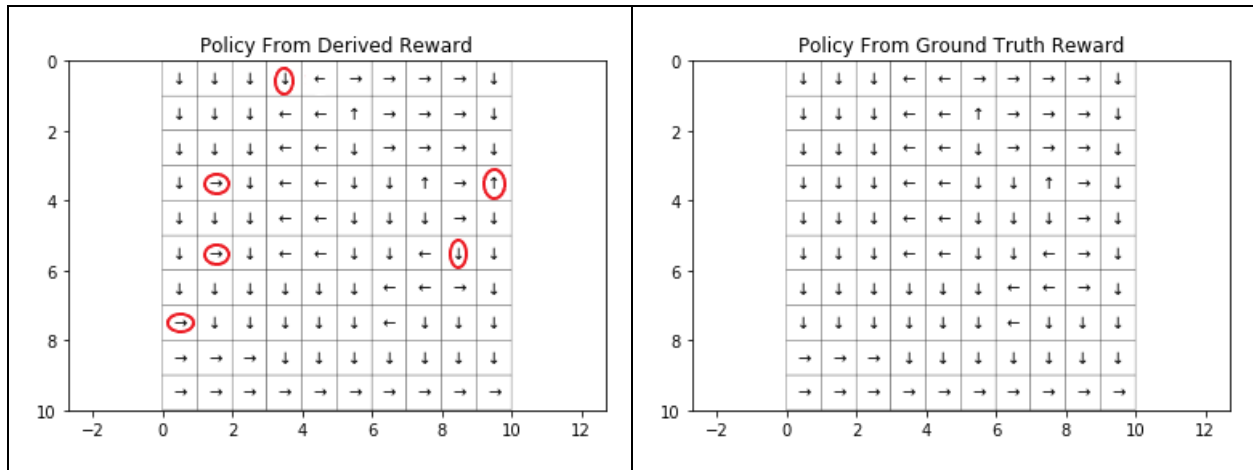 Policy From Derived Reward
0
↓ ↓ ↓ ↓ ← → → → → ↓
↓ ↓ ↓ ← ← ↑ → → → ↓
2
↓ ↓ ↓ ← ← ↓ → → → ↓
↓ → ↓ ← ← ↓ ↓ ↑ → ↑
4
↓ ↓ ↓ ← ← ↓ ↓ ↓ → ↓
↓ → ↓ ← ← ↓ ↓ ← ↓ ↓
6
↓ ↓ ↓ ↓ ↓ ↓ ← ← → ↓
→ ↓ ↓ ↓ ↓ ↓ ← ↓ ↓ ↓
8
→ → → ↓ ↓ ↓ ↓ ↓ ↓ ↓
→ → → → → → → → → →
10
−2 0 2 4 6 8 10 12
Policy From Ground Truth Reward
0
↓ ↓ ↓ ← ← → → → → ↓
↓ ↓ ↓ ← ← ↑ → → → ↓
2
↓ ↓ ↓ ← ← ↓ → → → ↓
↓ ↓ ↓ ← ← ↓ ↓ ↑ → ↓
4
↓ ↓ ↓ ← ← ↓ ↓ ↓ → ↓
↓ ↓ ↓ ← ← ↓ ↓ ← → ↓
6
↓ ↓ ↓ ↓ ↓ ↓ ← ← → ↓
↓ ↓ ↓ ↓ ↓ ↓ ← ↓ ↓ ↓
8
→ → → ↓ ↓ ↓ ↓ ↓ ↓ ↓
→ → → → → → → → → →
10
−2 0 2 4 6 8 10 12